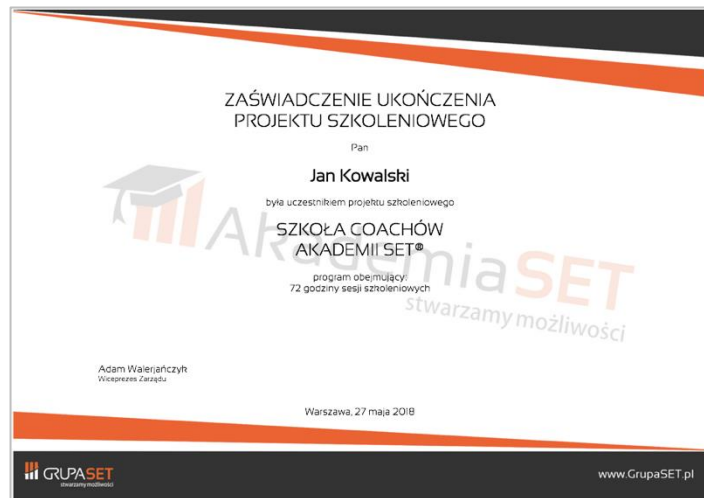 ZAŚWIADCZENIE UKOŃCZENIA
PROJEKTU SZKOLENIOWEGO
Pan
Jan Kowalski
była uczestnikiem projektu szkoleniowego
SZKOŁA COACHÓW
AKADEMII SET®
program obejmujący:
72 godziny sesji szkoleniowych
AkademiaSET
stwarzamy możliwości
Adam Walerjańczyk
Wiceprezes Zarządu
Warszawa, 27 maja 2018
GRUPASET
stwarzamy możliwości
www.GrupaSET.pl